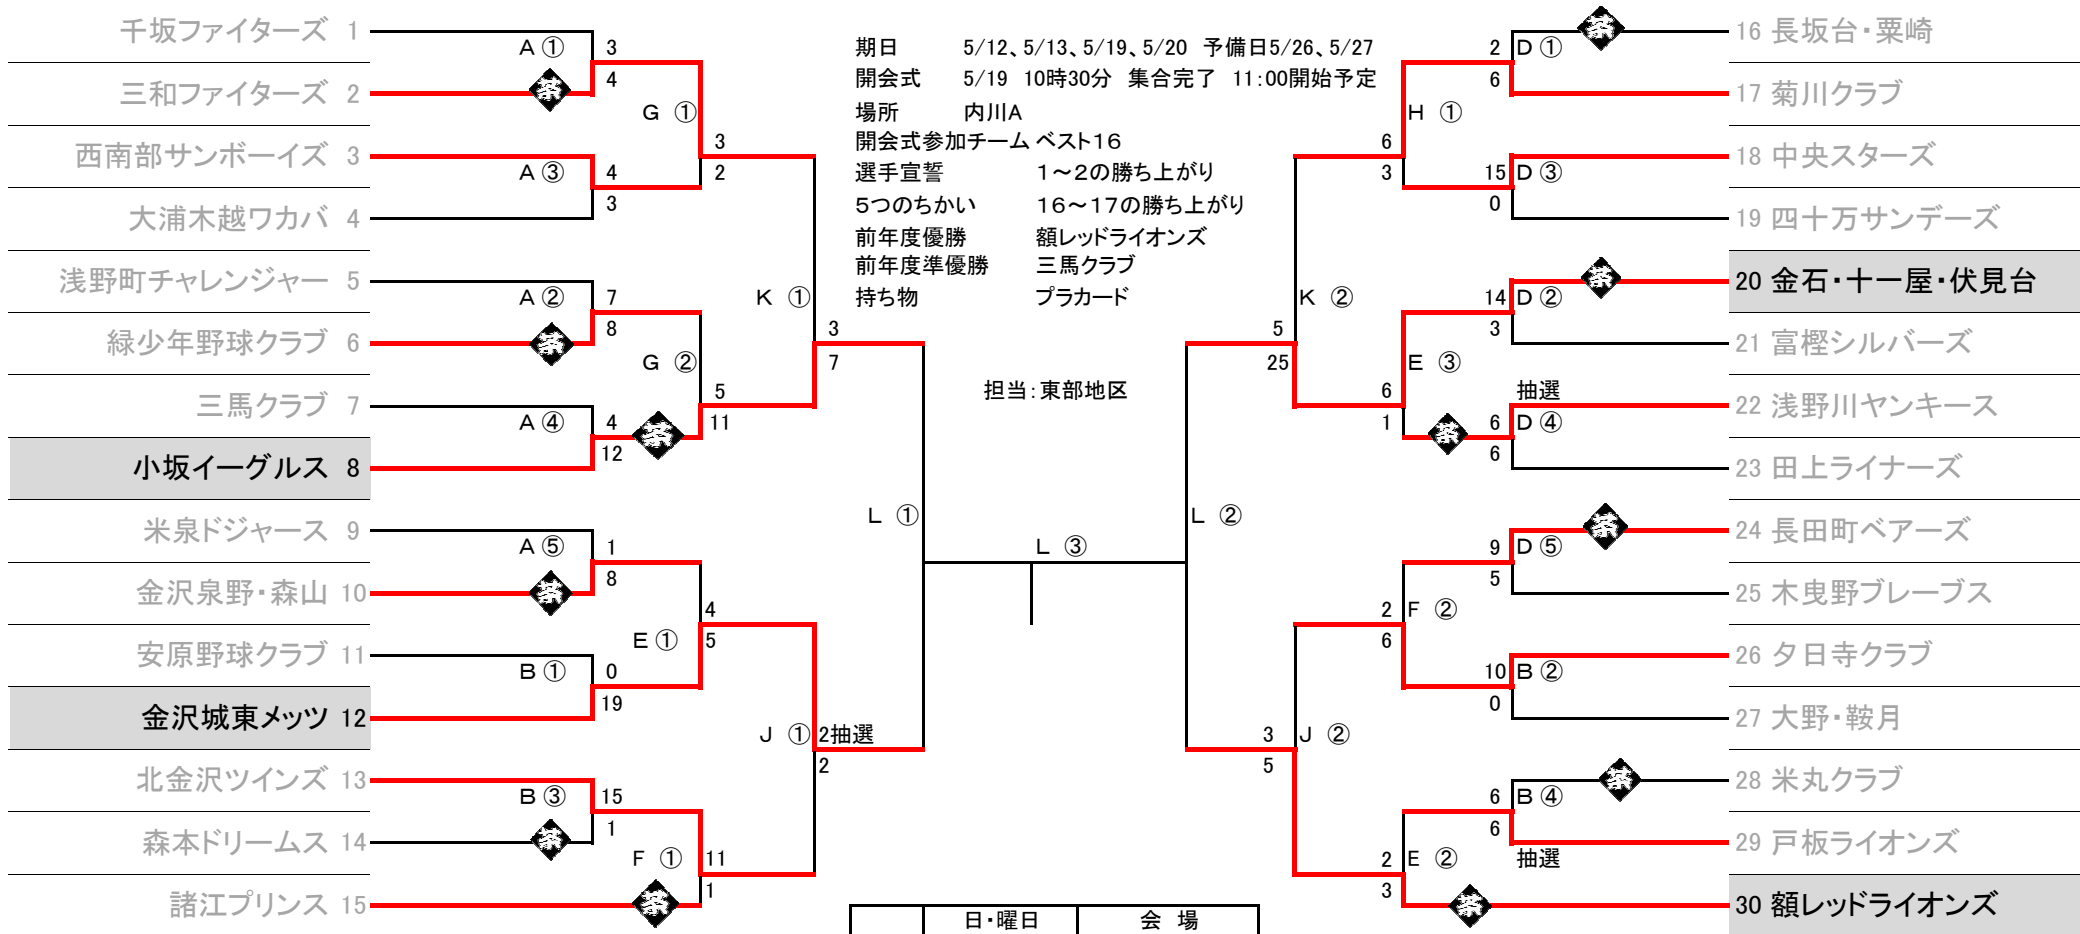 千坂ファイターズ 1
三和ファイターズ 2
西南部サンボーイズ 3
大浦木越ワカバ 4
浅野町チャレンジャー 5
緑少年野球クラブ 6
三馬クラブ 7
小坂イーグルス 8
米泉ドジャース 9
金沢泉野・森山 10
安原野球クラブ 11
金沢城東メッツ 12
北金沢ツインズ 13
森本ドリームス 14
諸江プリンス 15
A ① 3
4
A ③ 4
3
A ② 7
8
A ④ 4
12
A ⑤ 1
8
B ① 0
19
B ③ 15
1
G ① 3
2
G ② 5
11
E ① 4
5
F ① 11
1
K ① 3
7
J ① 2抽選
2
L ①
期日 5/12、5/13、5/19、5/20 予備日5/26、5/27
開会式 5/19 10時30分 集合完了 11:00開始予定
場所 内川A
開会式参加チーム ベスト16
選手宣誓 1～2の勝ち上がり
5つのちかい 16～17の勝ち上がり
前年度優勝 額レッドライオンズ
前年度準優勝 三馬クラブ
持ち物 プラカード
担当：東部地区
L ③
日・曜日 会 場
L ②
5 K ②
25
3 J ②
5
6 H ①
3
6 E ③
1
2 F ②
6
2 E ②
3
2 D ①
6
15 D ③
0
14 D ②
3
抽選
6 D ④
6
9 D ⑤
5
10 B ②
0
6 B ④
6
抽選
16 長坂台・粟崎
17 菊川クラブ
18 中央スターズ
19 四十万サンデーズ
20 金石・十一屋・伏見台
21 富樫シルバーズ
22 浅野川ヤンキース
23 田上ライナーズ
24 長田町ベアーズ
25 木曳野ブレーブス
26 夕日寺クラブ
27 大野・鞍月
28 米丸クラブ
29 戸板ライオンズ
30 額レッドライオンズ